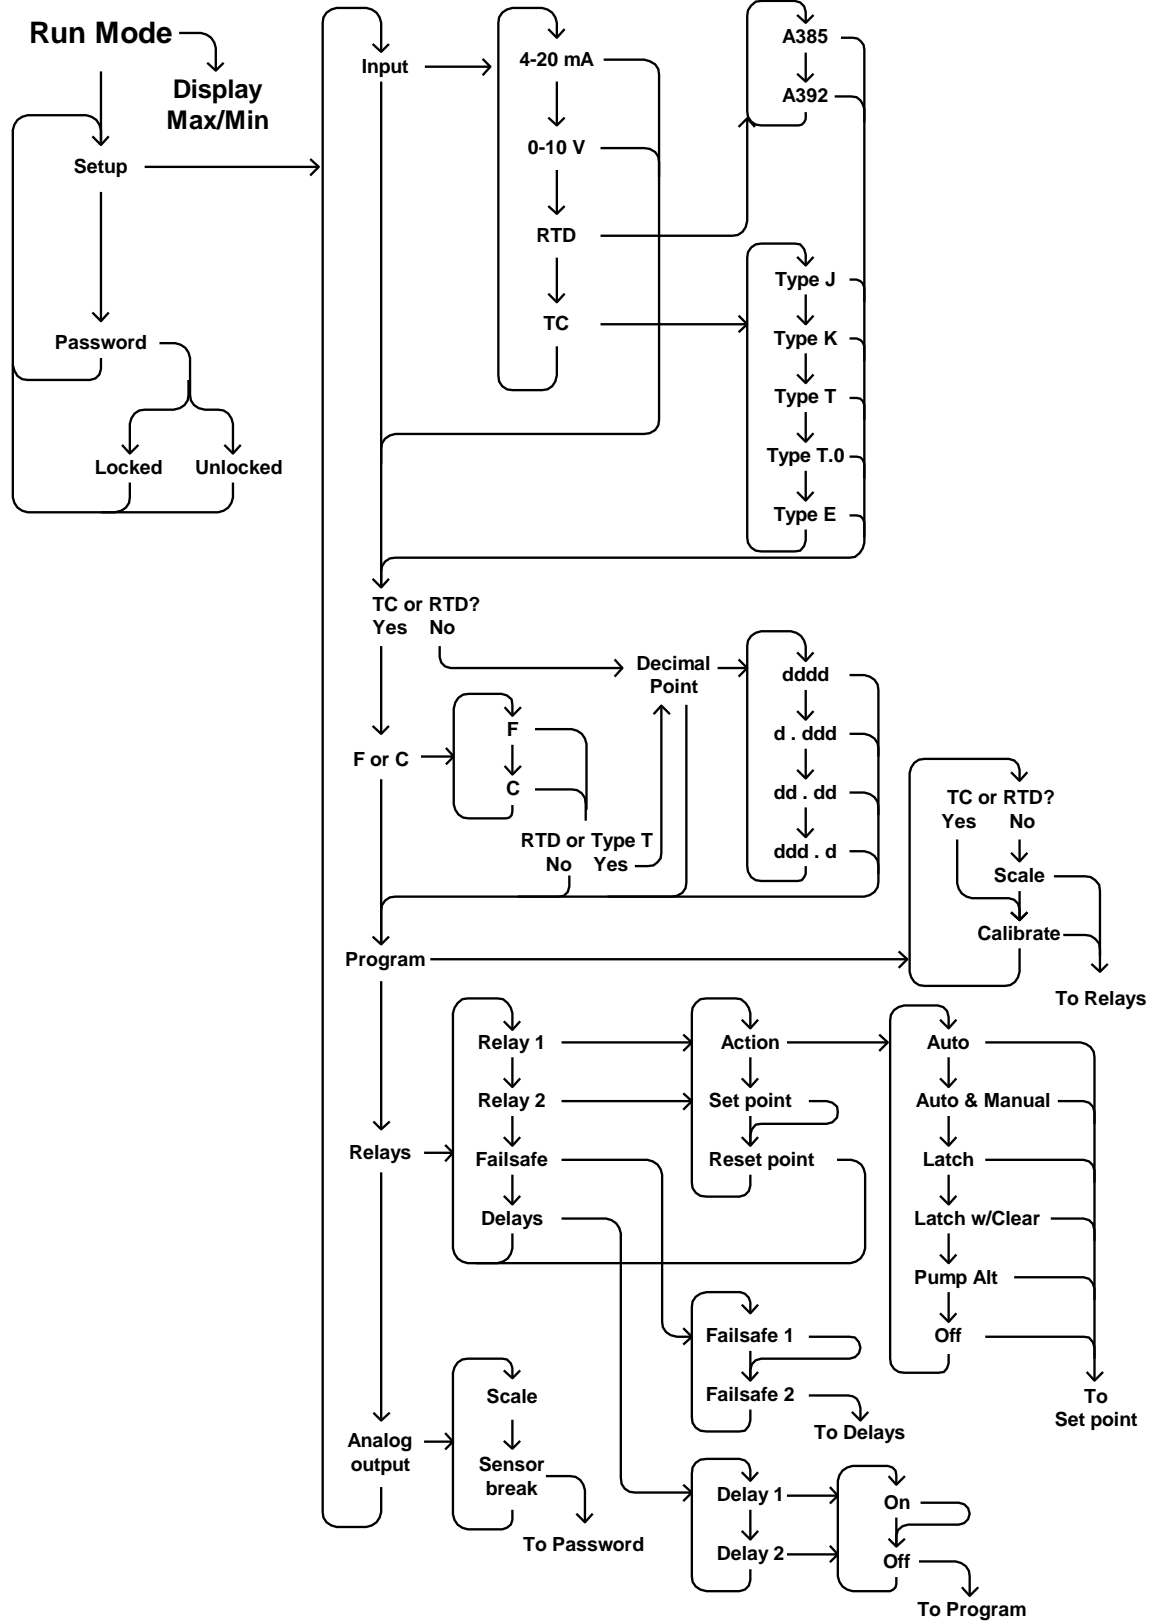 Run Mode
Display
Max/Min
Setup
Password
Locked
Unlocked
Input
4-20 mA
0-10 V
RTD
TC
A385
A392
Type J
Type K
Type T
Type T.0
Type E
TC or RTD?
Yes No
Decimal
Point
dddd
d . ddd
dd . dd
ddd . d
F or C
F
C
RTD or Type T
No Yes
TC or RTD?
Yes No
Scale
Calibrate
To Relays
Program
Relays
Relay 1
Relay 2
Failsafe
Delays
Action
Set point
Reset point
Auto
Auto & Manual
Latch
Latch w/Clear
Pump Alt
Off
To
Set point
Failsafe 1
Failsafe 2
To Delays
Analog
output
Scale
Sensor
break
To Password
Delay 1
Delay 2
On
Off
To Program